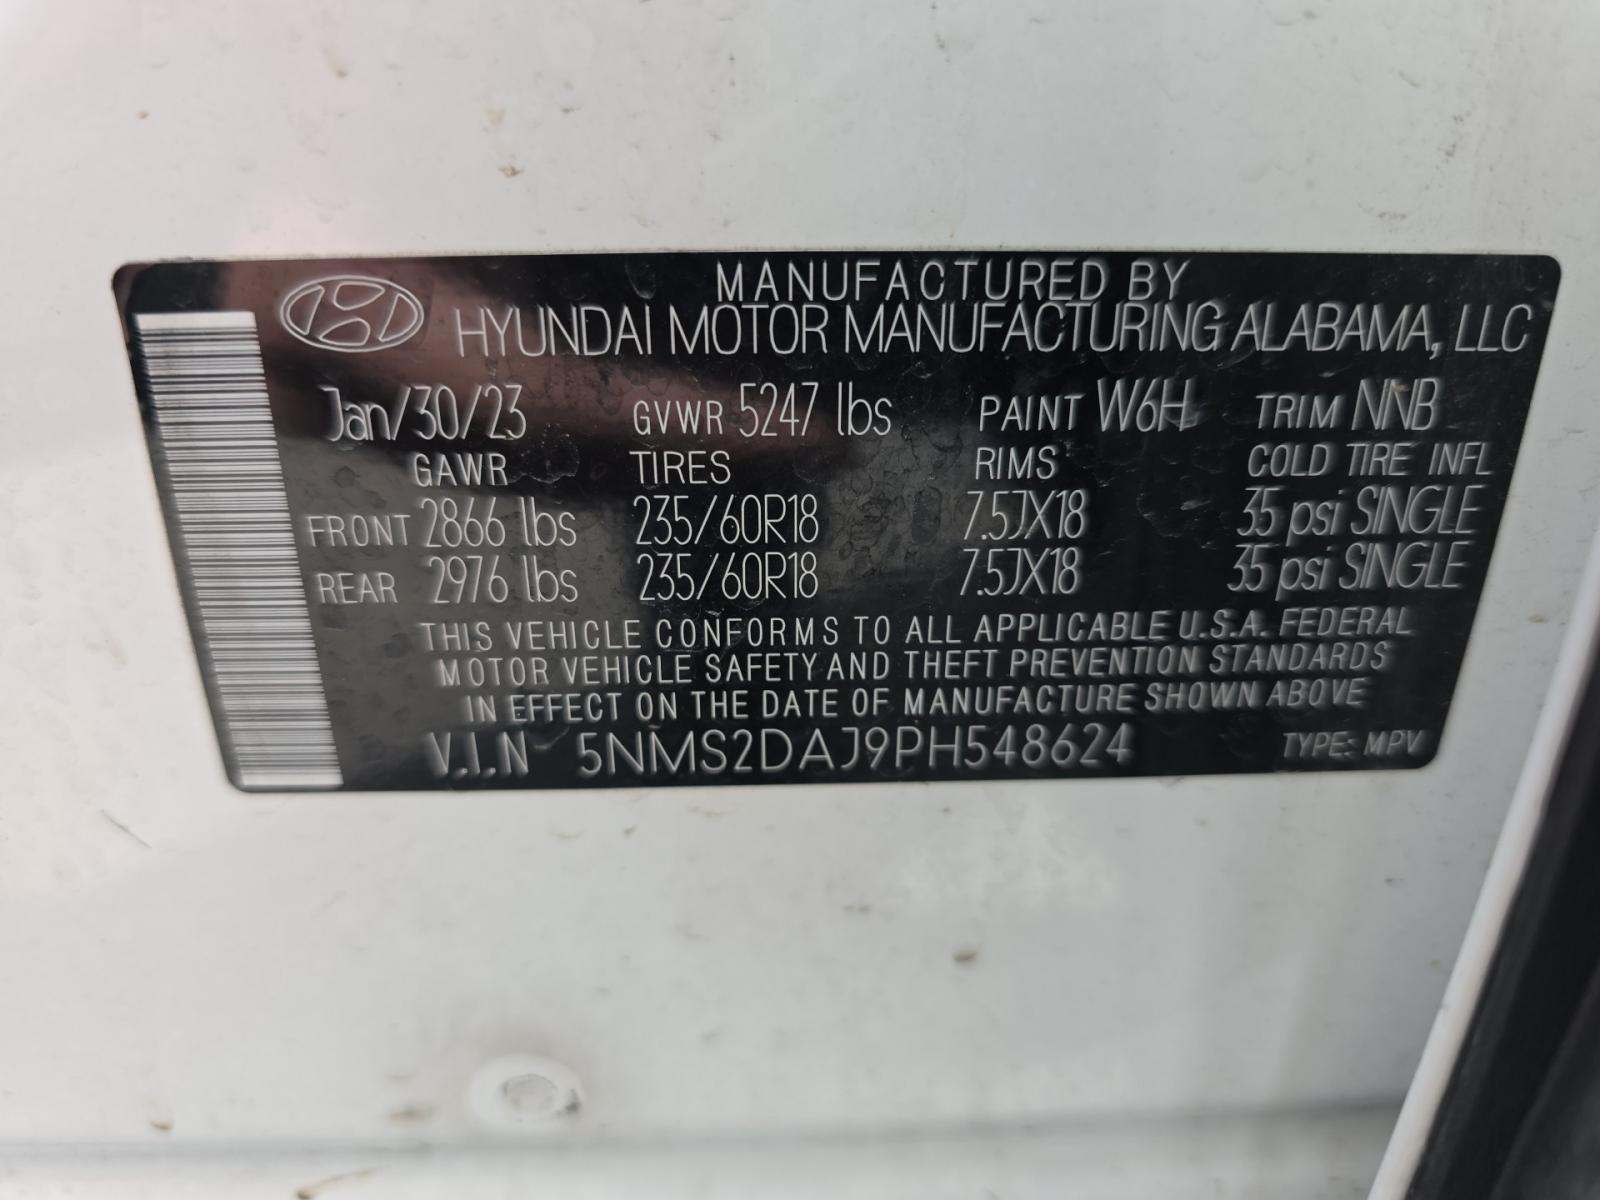 MANUFACTURED BY
HYUNDAI MOTOR MANUFACTURING ALABAMA, LLC
Jan/30/23 GVWR 5247 lbs PAINT W6H TRIM NNB
GAWR TIRES RIMS COLD TIRE INFL
FRONT 2866 lbs 235/60R18 7.5JX18 35 psi SINGLE
REAR 2976 lbs 235/60R18 7.5JX18 35 psi SINGLE
THIS VEHICLE CONFORMS TO ALL APPLICABLE U.S.A. FEDERAL
MOTOR VEHICLE SAFETY AND THEFT PREVENTION STANDARDS
IN EFFECT ON THE DATE OF MANUFACTURE SHOWN ABOVE
V.I.N 5NMS2DAJ9PH548624 TYPE: MPV